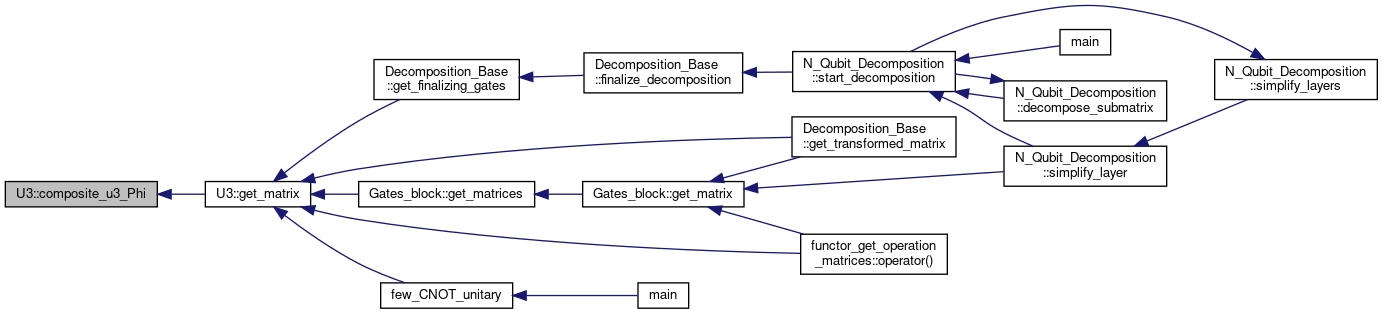 U3::composite_u3_Phi
U3::get_matrix
Decomposition_Base
::get_finalizing_gates
Decomposition_Base
::finalize_decomposition
N_Qubit_Decomposition
::start_decomposition
main
N_Qubit_Decomposition
::decompose_submatrix
N_Qubit_Decomposition
::simplify_layers
Decomposition_Base
::get_transformed_matrix
N_Qubit_Decomposition
::simplify_layer
Gates_block::get_matrices
Gates_block::get_matrix
functor_get_operation
_matrices::operator()
few_CNOT_unitary
main